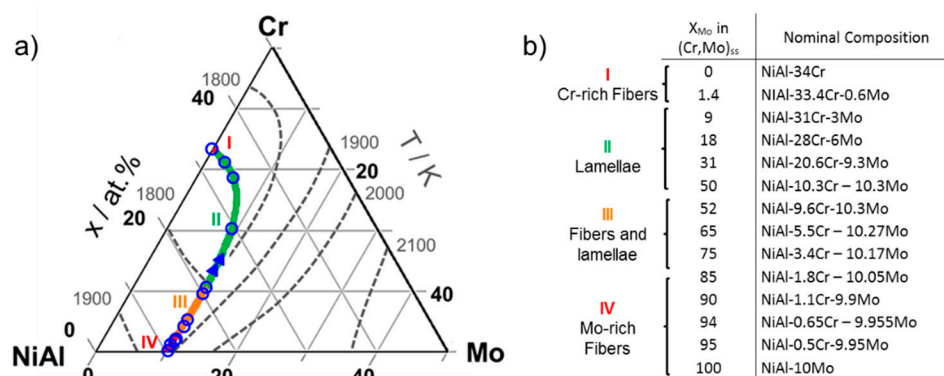 a)
Cr
1800
40
I
1900
T / K
20
2000
x / at. %
1800
20
II
2100
1900
III
40
0
IV
NiAl
Mo
0
20
40
b)
X_Mo in (Cr,Mo)ss
Nominal Composition
I
Cr-rich Fibers
0 NiAl-34Cr
1.4 NIAl-33.4Cr-0.6Mo
II
Lamellae
9 NiAl-31Cr-3Mo
18 NiAl-28Cr-6Mo
31 NiAl-20.6Cr-9.3Mo
50 NiAl-10.3Cr – 10.3Mo
III
Fibers and
lamellae
52 NiAl-9.6Cr-10.3Mo
65 NiAl-5.5Cr – 10.27Mo
75 NiAl-3.4Cr – 10.17Mo
85 NiAl-1.8Cr – 10.05Mo
IV
Mo-rich
Fibers
90 NiAl-1.1Cr-9.9Mo
94 NiAl-0.65Cr – 9.955Mo
95 NiAl-0.5Cr-9.95Mo
100 NiAl-10Mo